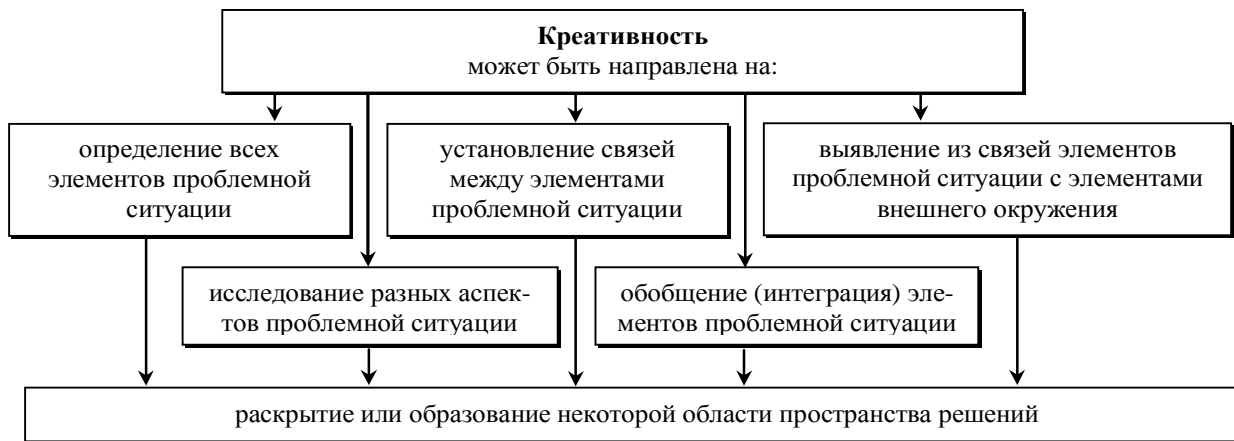 Креативность
может быть направлена на:
определение всех
элементов проблемной
ситуации
установление связей
между элементами
проблемной ситуации
выявление из связей элементов
проблемной ситуации с элементами
внешнего окружения
исследование разных аспек-
тов проблемной ситуации
обобщение (интеграция) эле-
ментов проблемной ситуации
раскрытие или образование некоторой области пространства решений